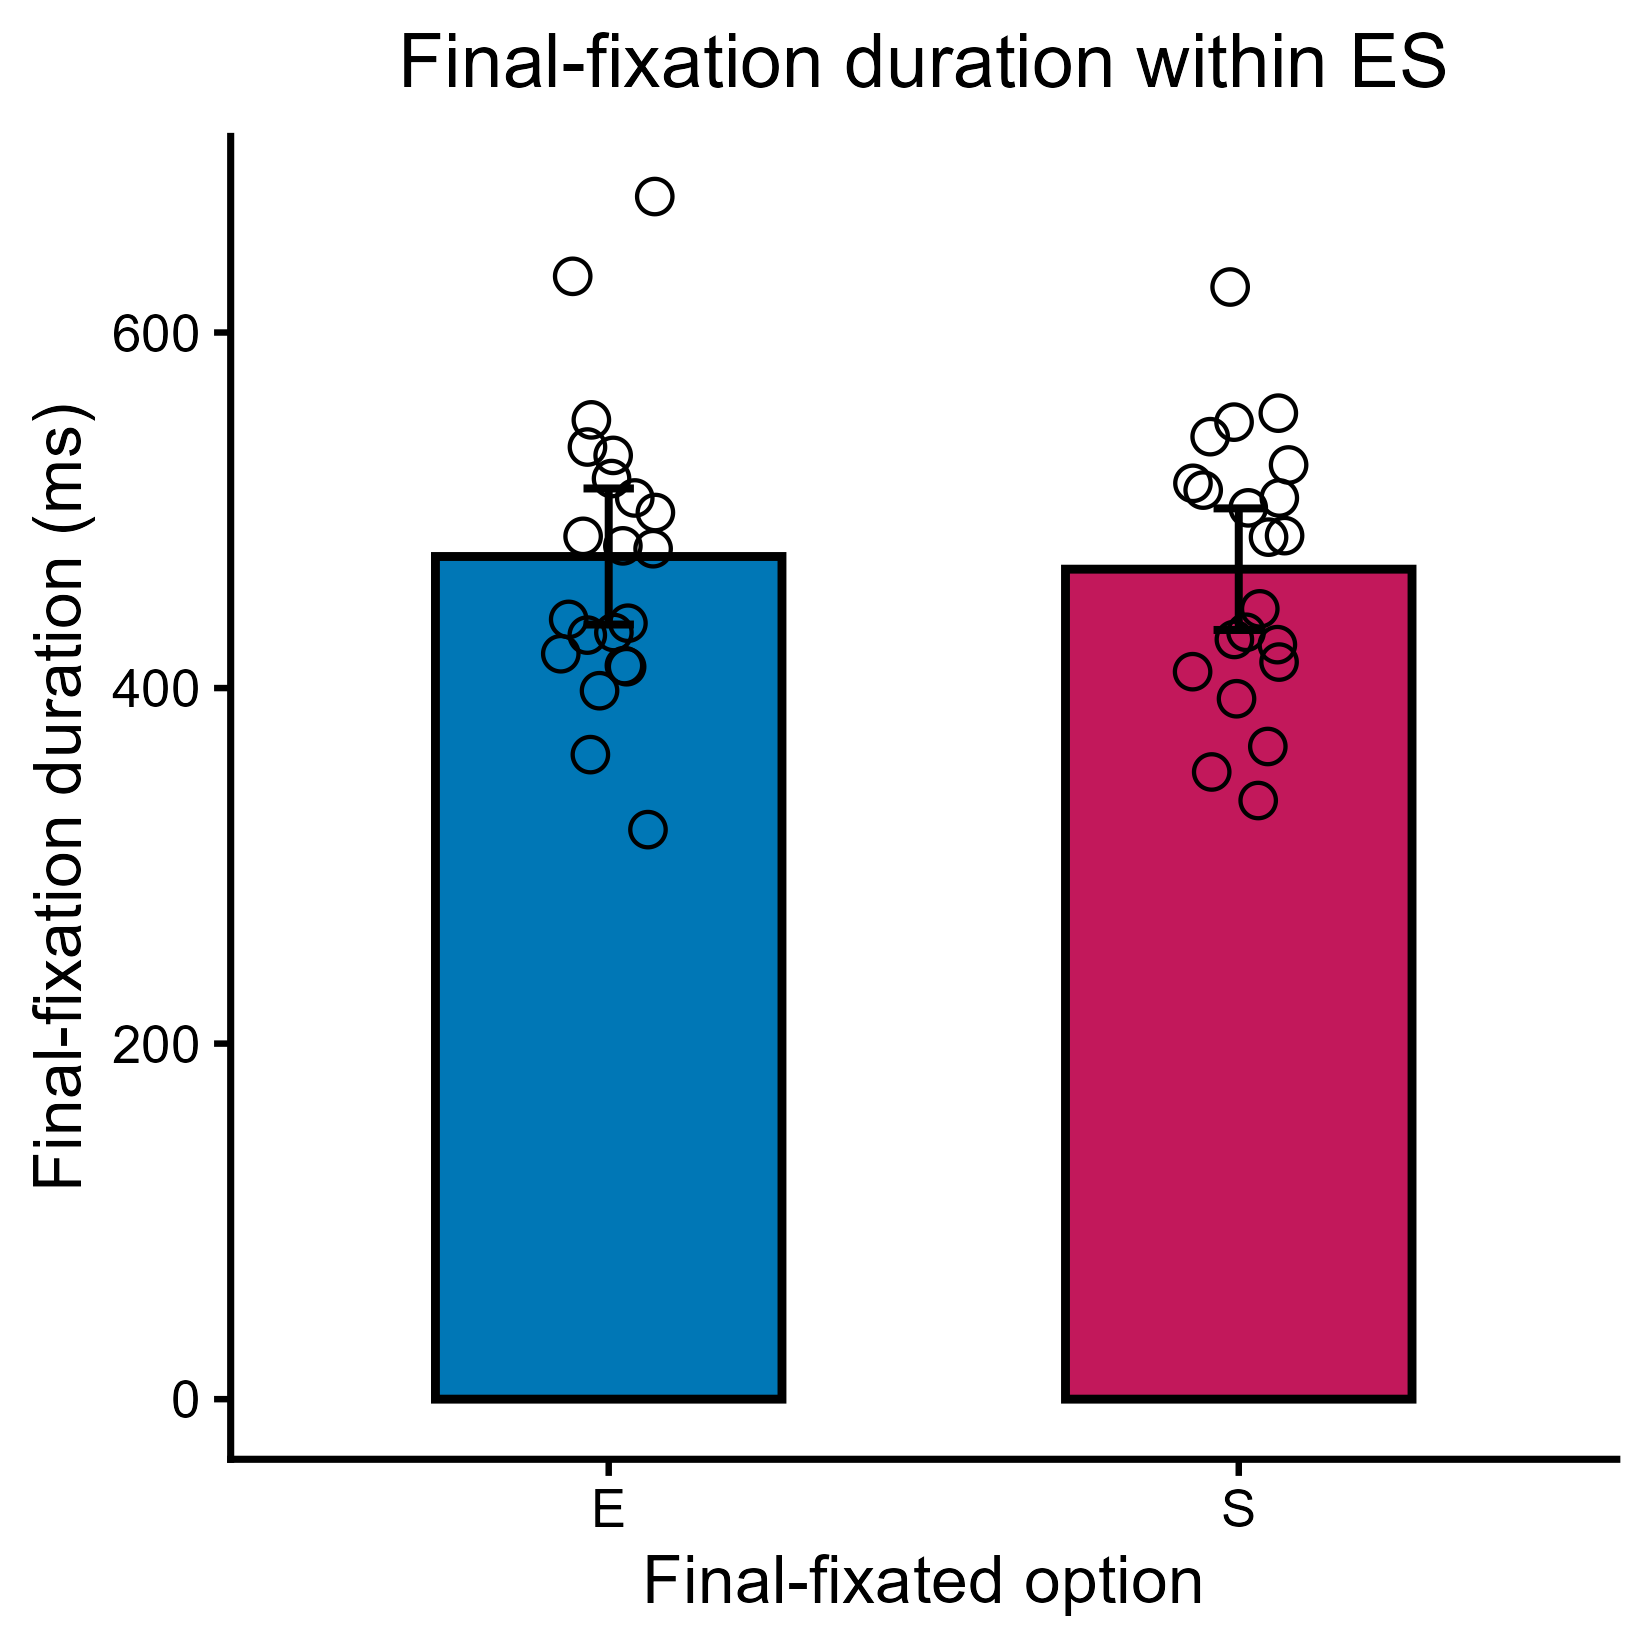 Final-fixation duration within ES
Final-fixation duration (ms)
600
400
200
0
E
S
Final-fixated option